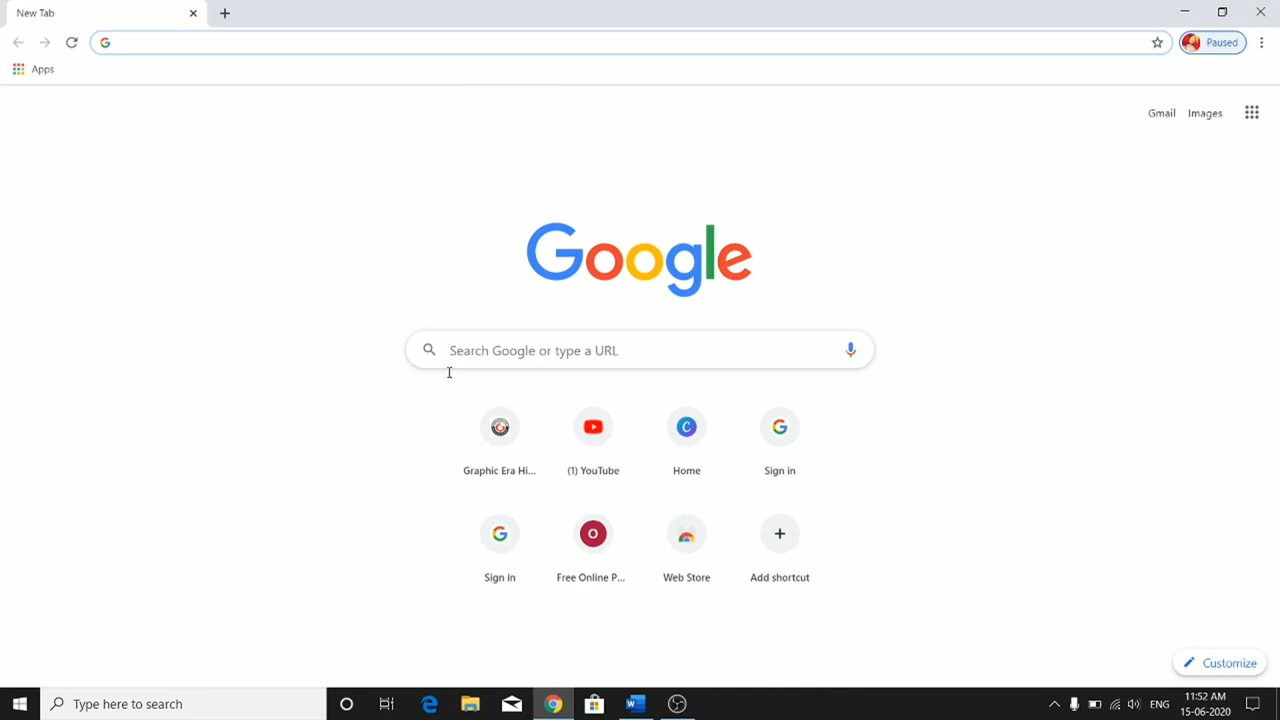 New Tab
Paused
Apps
Gmail Images
Google
Search Google or type a URL
Graphic Era Hi... (1) YouTube Home Sign in
O
Sign in Free Online P... Web Store Add shortcut
Customize
Type here to search
ENG
11:52 AM
15-06-2020